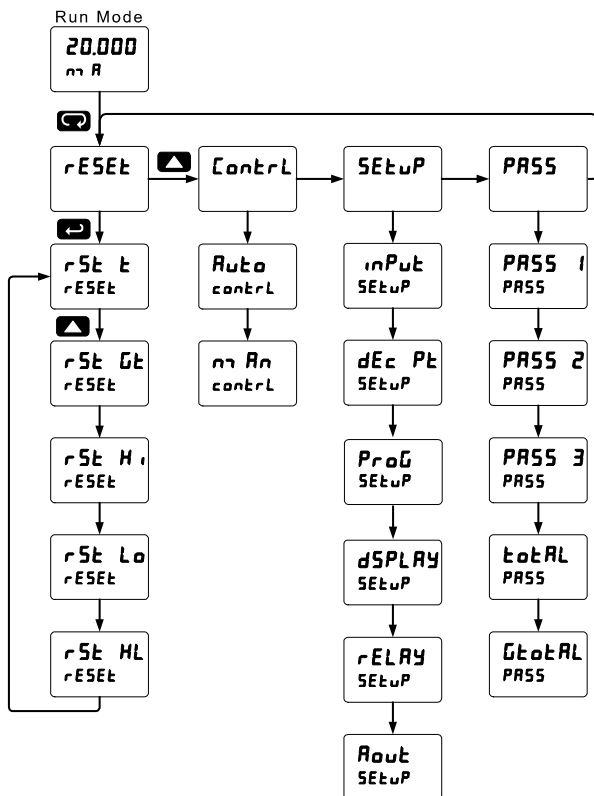 Run Mode
20.000
mA
rESEt
ContrL
SEtuP
PASS
rSt t
rESEt
Auto
contrL
inPut
SEtuP
PASS 1
PASS
rSt Gt
rESEt
mAn
contrL
dEc Pt
SEtuP
PASS 2
PASS
rSt Hi
rESEt
ProG
SEtuP
PASS 3
PASS
rSt Lo
rESEt
dSPLAY
SEtuP
totAL
PASS
rSt HL
rESEt
rELAY
SEtuP
GtotAL
PASS
Aout
SEtuP